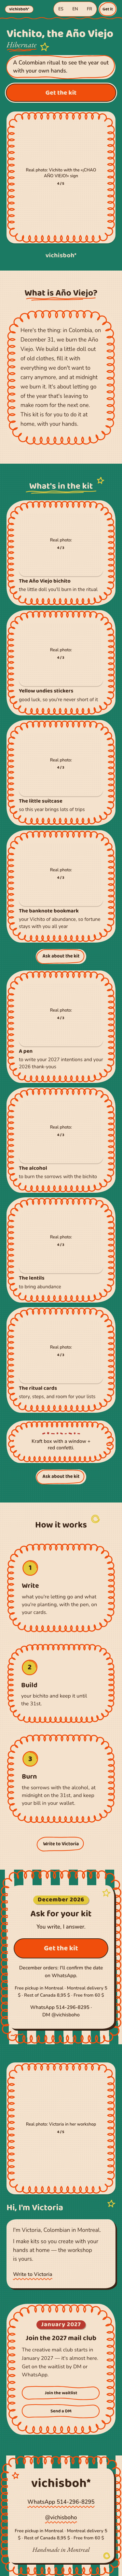 vichisboh*
ES EN FR
Get it
Vichito, the Año Viejo
Hibernate
A Colombian ritual to see the year out
with your own hands.
Get the kit
Real photo: Vichito with the «¡CHAO
AÑO VIEJO!» sign
4 / 5
vichisboh*
What is Año Viejo?
Here's the thing: in Colombia, on
December 31, we burn the Año
Viejo. We build a little doll out
of old clothes, fill it with
everything we don't want to
carry anymore, and at midnight
we burn it. It's about letting go
of the year that's leaving to
make room for the next one.
This kit is for you to do it at
home, with your hands.
What's in the kit
Real photo:
4 / 3
The Año Viejo bichito
the little doll you'll burn in the ritual
Real photo:
4 / 3
Yellow undies stickers
good luck, so you're never short of it
Real photo:
4 / 3
The little suitcase
so this year brings lots of trips
Real photo:
4 / 3
The banknote bookmark
your Vichito of abundance, so fortune
stays with you all year
Ask about the kit
Real photo:
4 / 3
A pen
to write your 2027 intentions and your
2026 thank-yous
Real photo:
4 / 3
The alcohol
to burn the sorrows with the bichito
Real photo:
4 / 3
The lentils
to bring abundance
Real photo:
4 / 3
The ritual cards
story, steps, and room for your lists
Kraft box with a window +
red confetti
Ask about the kit
How it works
1
Write
what you're letting go and what
you're planting, with the pen, on
your cards.
2
Build
your bichito and keep it until
the 31st.
3
Burn
the sorrows with the alcohol, at
midnight on the 31st, and keep
your bill in your wallet.
Write to Victoria
December 2026
Ask for your kit
You write, I answer.
Get the kit
December orders: I'll confirm the date
on WhatsApp.
Free pickup in Montreal · Montreal delivery 5
$ · Rest of Canada 8,95 $ · Free from 60 $
WhatsApp 514-296-8295 ·
DM @vichisboho
Real photo: Victoria in her workshop
4 / 5
Hi, I'm Victoria
I'm Victoria, Colombian in Montreal.
I make kits so you create with your
hands at home — the workshop
is yours.
Write to Victoria
January 2027
Join the 2027 mail club
The creative mail club starts in
January 2027 — it's almost here.
Get on the waitlist by DM or
WhatsApp.
Join the waitlist
Send a DM
vichisboh*
WhatsApp 514-296-8295
@vichisboho
Free pickup in Montreal · Montreal delivery 5
$ · Rest of Canada 8,95 $ · Free from 60 $
Handmade in Montreal